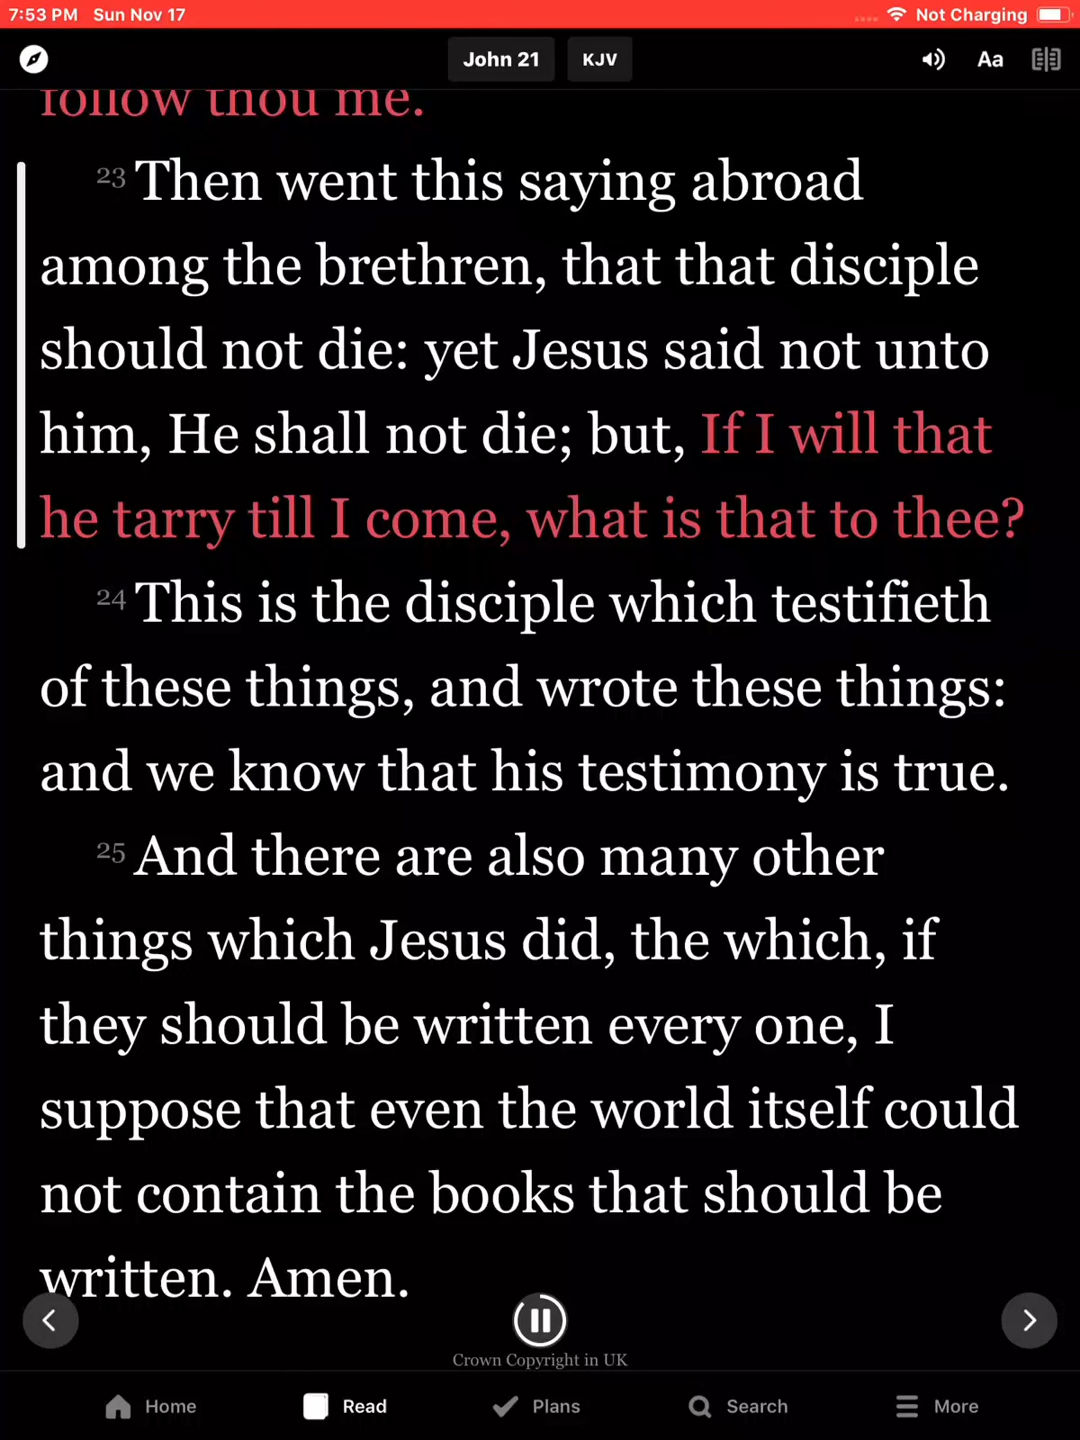 7:53 PM Sun Nov 17 Not Charging
John 21 KJV Aa
follow thou me.
23 Then went this saying abroad
among the brethren, that that disciple
should not die: yet Jesus said not unto
him, He shall not die; but, If I will that
he tarry till I come, what is that to thee?
24 This is the disciple which testifieth
of these things, and wrote these things:
and we know that his testimony is true.
25 And there are also many other
things which Jesus did, the which, if
they should be written every one, I
suppose that even the world itself could
not contain the books that should be
written. Amen.
Crown Copyright in UK
Home Read Plans Search More